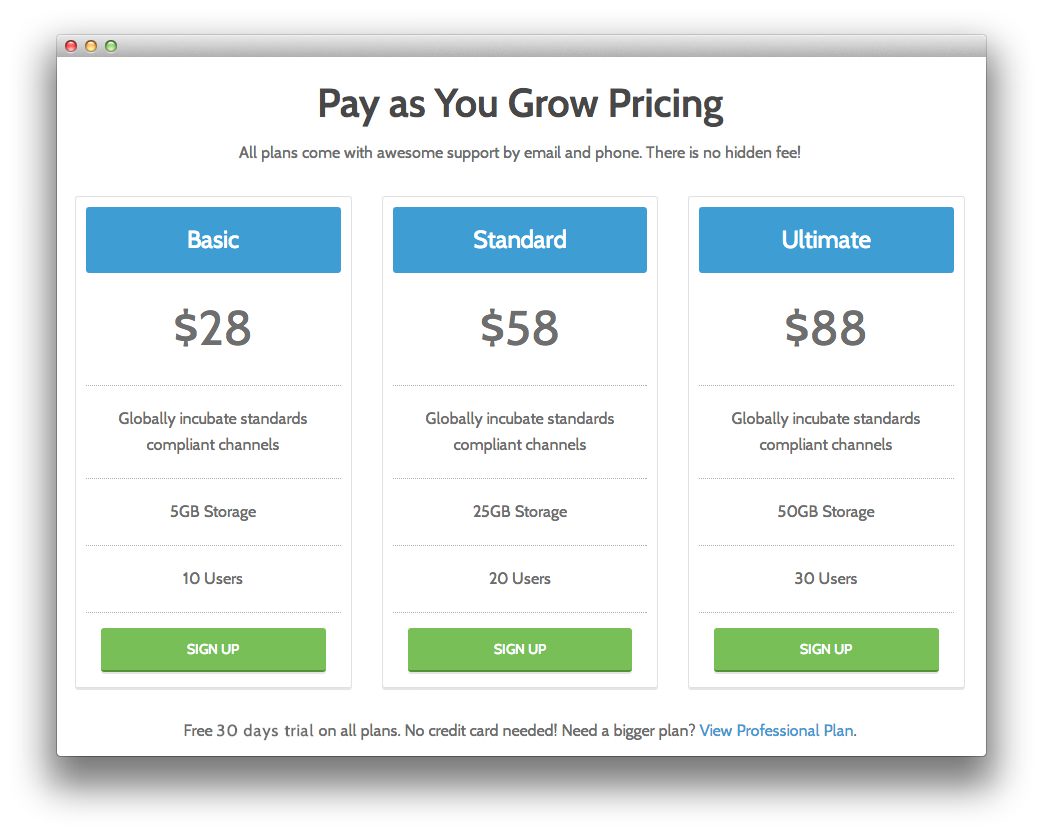 Pay as You Grow Pricing
All plans come with awesome support by email and phone. There is no hidden fee!
Basic
$28
Globally incubate standards
compliant channels
5GB Storage
10 Users
SIGN UP
Standard
$58
Globally incubate standards
compliant channels
25GB Storage
20 Users
SIGN UP
Ultimate
$88
Globally incubate standards
compliant channels
50GB Storage
30 Users
SIGN UP
Free 30 days trial on all plans. No credit card needed! Need a bigger plan? View Professional Plan.